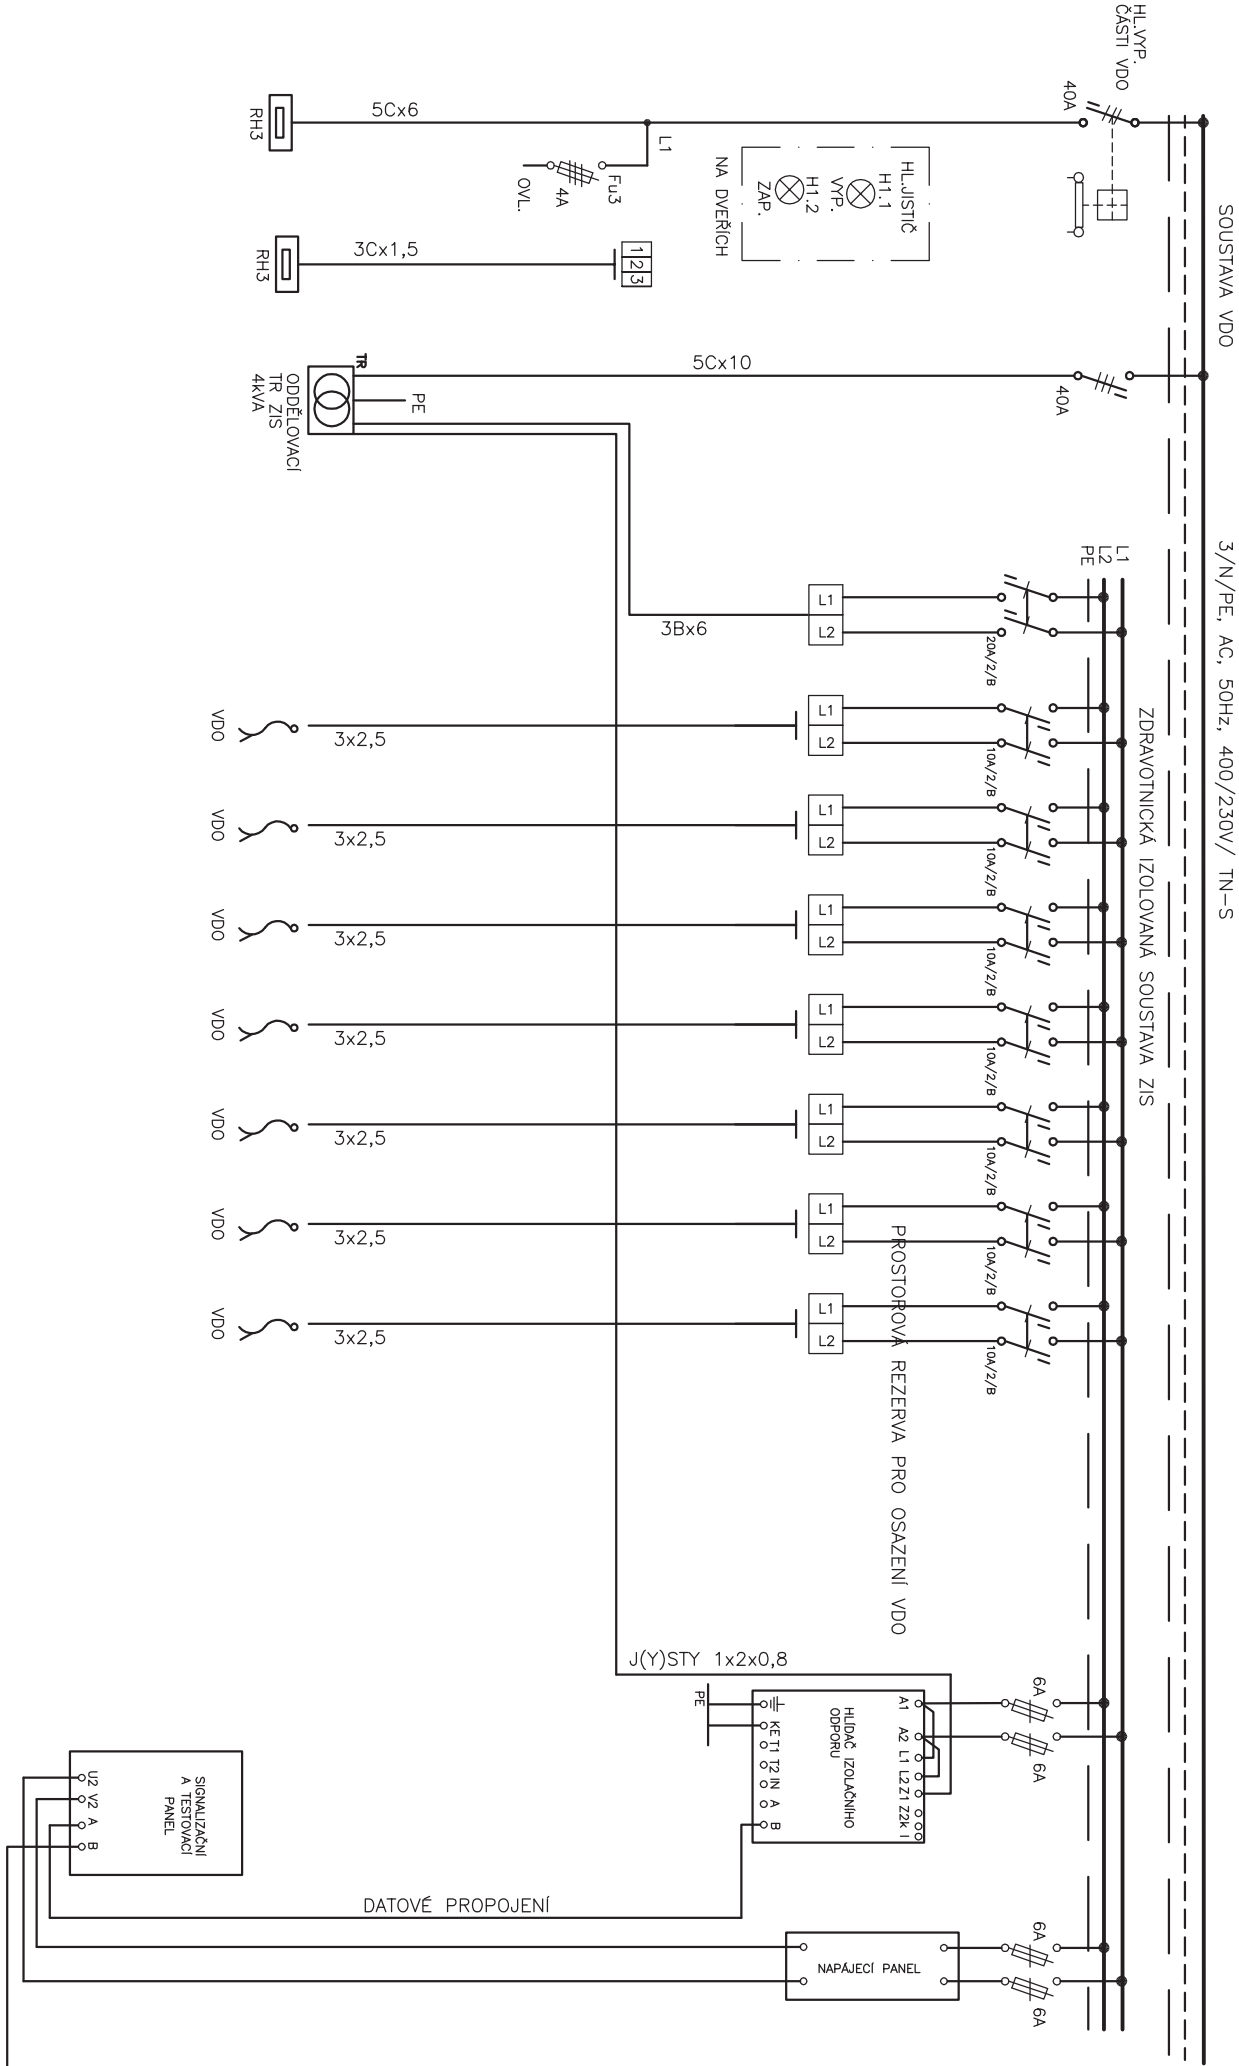 SOUSTAVA VDO
3/N/PE, AC, 50Hz, 400/230V/ TN-S
HL.VYP.
ČÁSTI VDO
40A
40A
HL.JISTIČ
H1.1
VYP.
H1.2
ZAP.
NA DVEŘÍCH
L1
Fu3
4A
OVL.
5Cx6
RH3
1
2
3
3Cx1,5
RH3
5Cx10
TR
PE
ODDĚLOVACÍ
TR ZIS
4kVA
ZDRAVOTNICKÁ IZOLOVANÁ SOUSTAVA ZIS
L1
L2
PE
20A/2/B
L1
L2
3Bx6
10A/2/B
L1
L2
3x2,5
VDO
10A/2/B
L1
L2
3x2,5
VDO
10A/2/B
L1
L2
3x2,5
VDO
10A/2/B
L1
L2
3x2,5
VDO
10A/2/B
L1
L2
3x2,5
VDO
10A/2/B
L1
L2
3x2,5
VDO
10A/2/B
L1
L2
3x2,5
VDO
PROSTOROVÁ REZERVA PRO OSAZENÍ VDO
J(Y)STY 1x2x0,8
6A
6A
A1
A2
L1
L2
Z1
Z2
k
I
HLÍDAČ IZOLAČNÍHO
ODPORU
KE
T1
T2
IN
A
B
PE
6A
6A
NAPÁJECÍ PANEL
DATOVÉ PROPOJENÍ
SIGNALIZAČNÍ
A TESTOVACÍ
PANEL
U2
V2
A
B